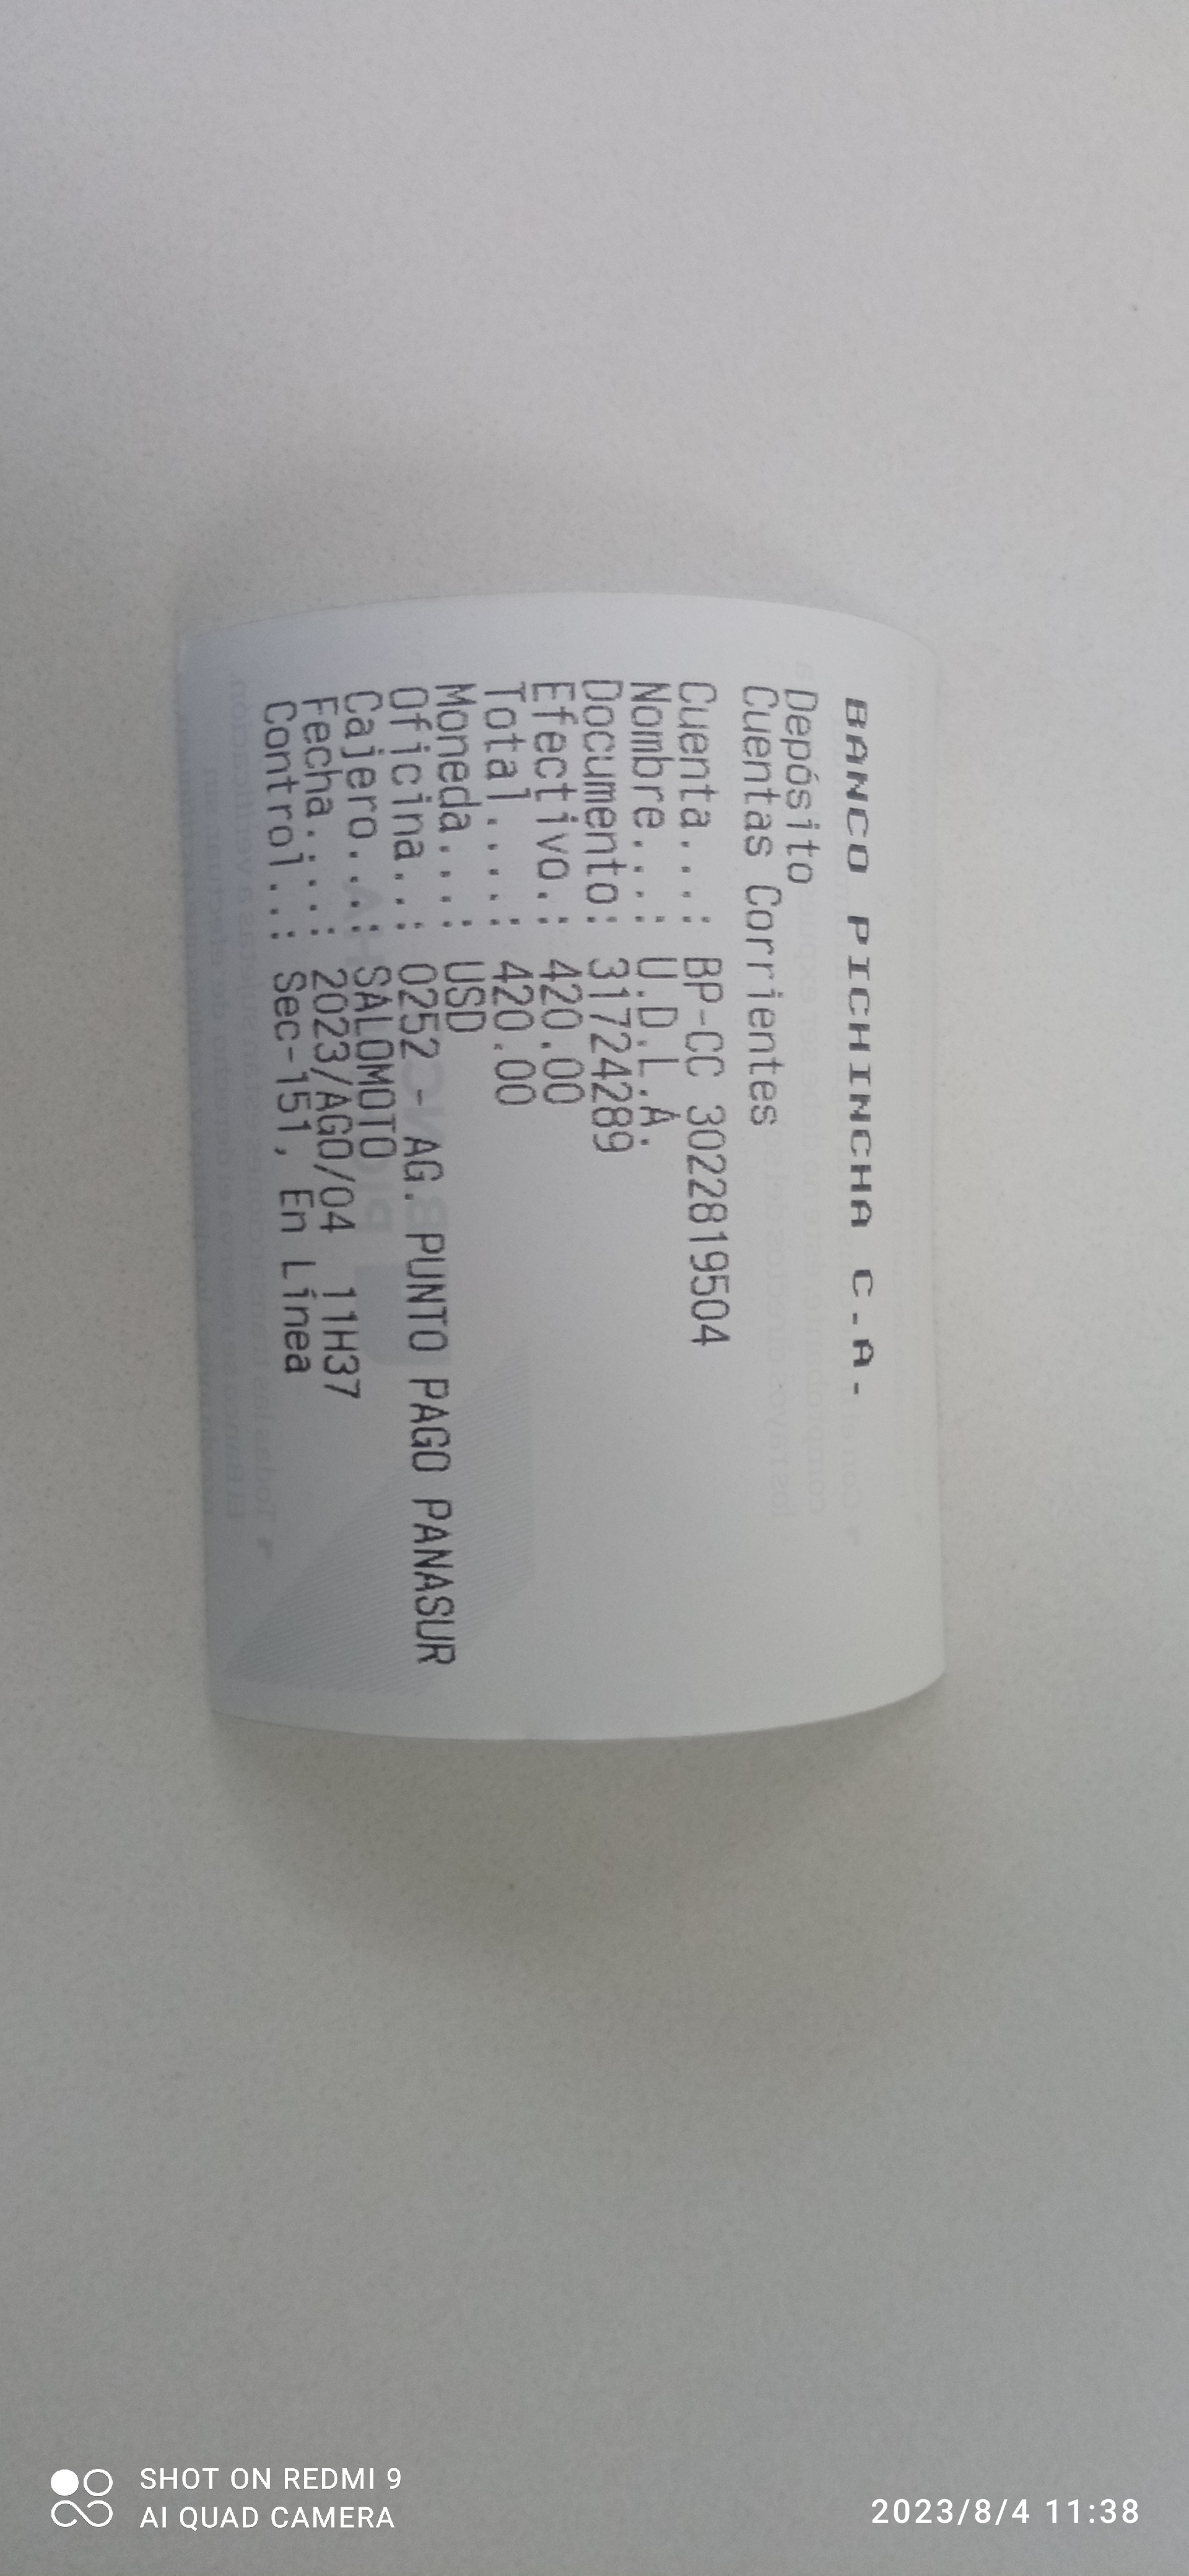 BANCO PICHINCHA C.A.
Depósito
Cuentas Corrientes
Cuenta...: BP-CC 3022819504
Nombre...: U.D.L.A.
Documento: 31724289
Efectivo.: 420.00
Total....: 420.00
Moneda...: USD
Oficina..: 0252 - AG. PUNTO PAGO PANASUR
Cajero...: SALOMOTO
Fecha....: 2023/AGO/04 11H37
Control..: Sec-151, En Línea
SHOT ON REDMI 9
AI QUAD CAMERA
2023/8/4 11:38